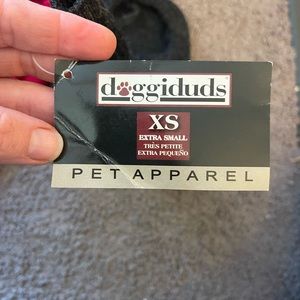 doggiduds
XS
EXTRA SMALL
TRÈS PETITE
EXTRA PEQUEÑO
PET APPAREL